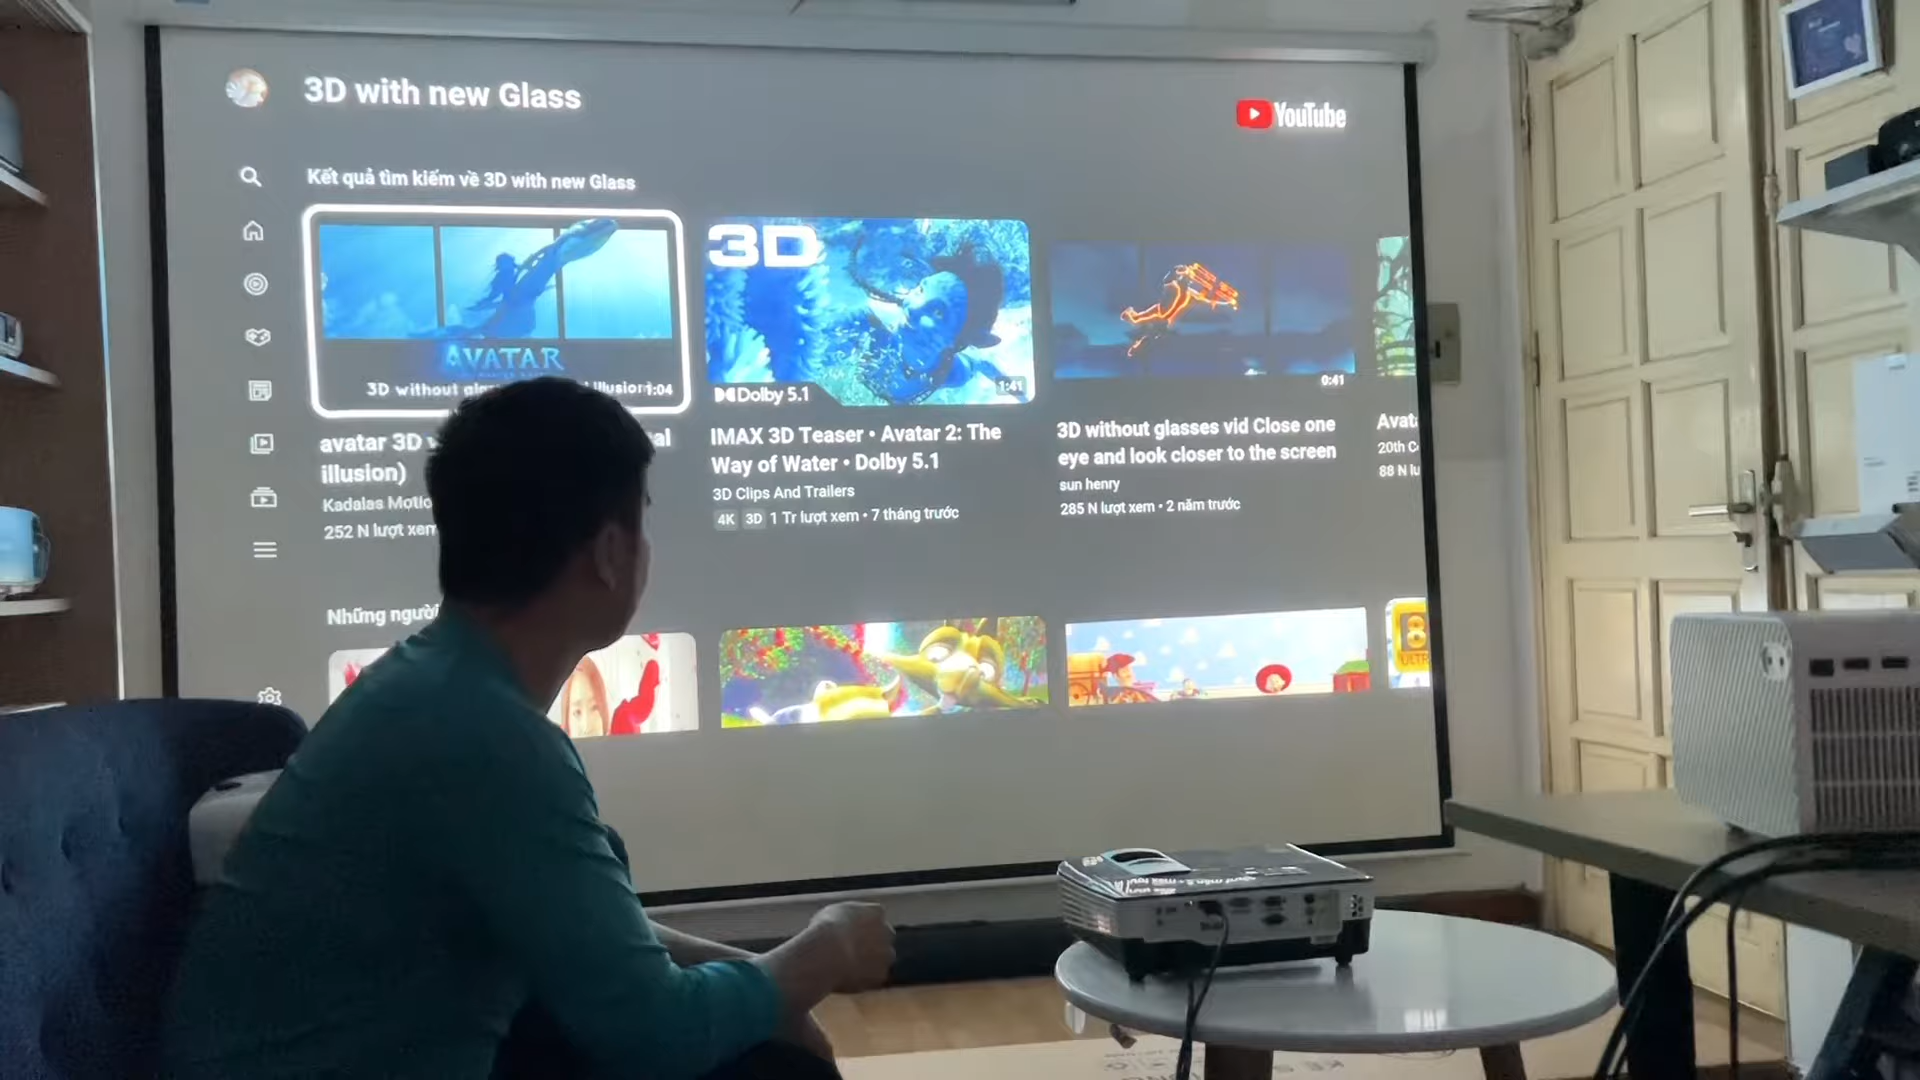 3D with new Glass
YouTube
Kết quả tìm kiếm về 3D with new Glass
AVATAR
3D without
1:04
3D
Dolby 5.1
1:41
0:41
avatar 3D
illusion)
Kadalas
252 N lượt xem
IMAX 3D Teaser • Avatar 2: The
Way of Water • Dolby 5.1
3D Clips And Trailers
4K 3D 1 Tr lượt xem • 7 tháng trước
3D without glasses vid Close one
eye and look closer to the screen
sun henry
285 N lượt xem • 2 năm trước
20th
88 N
Những người
8